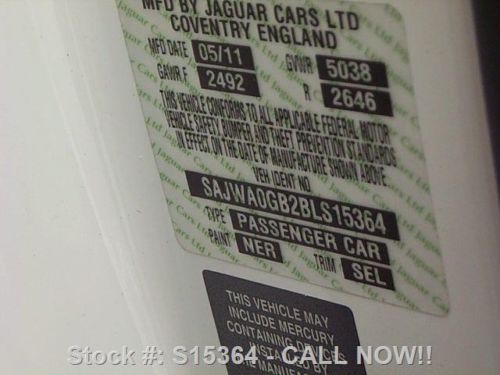 MFD BY JAGUAR CARS LTD
COVENTRY ENGLAND
MFD DATE 05/11 GVWR 5038
GAWR F 2492 R 2646
THIS VEHICLE CONFORMS TO ALL APPLICABLE FEDERAL MOTOR
VEHICLE SAFETY BUMPER AND THEFT PREVENTION STANDARDS
IN EFFECT ON THE DATE OF MANUFACTURE SHOWN ABOVE.
VEH IDENT NO
SAJWA0GB2BLS15364
TYPE PASSENGER CAR
PAINT NER TRIM SEL
THIS VEHICLE MAY
INCLUDE MERCURY
CONTAINING DEVICES
Stock #: S15364 - CALL NOW!!